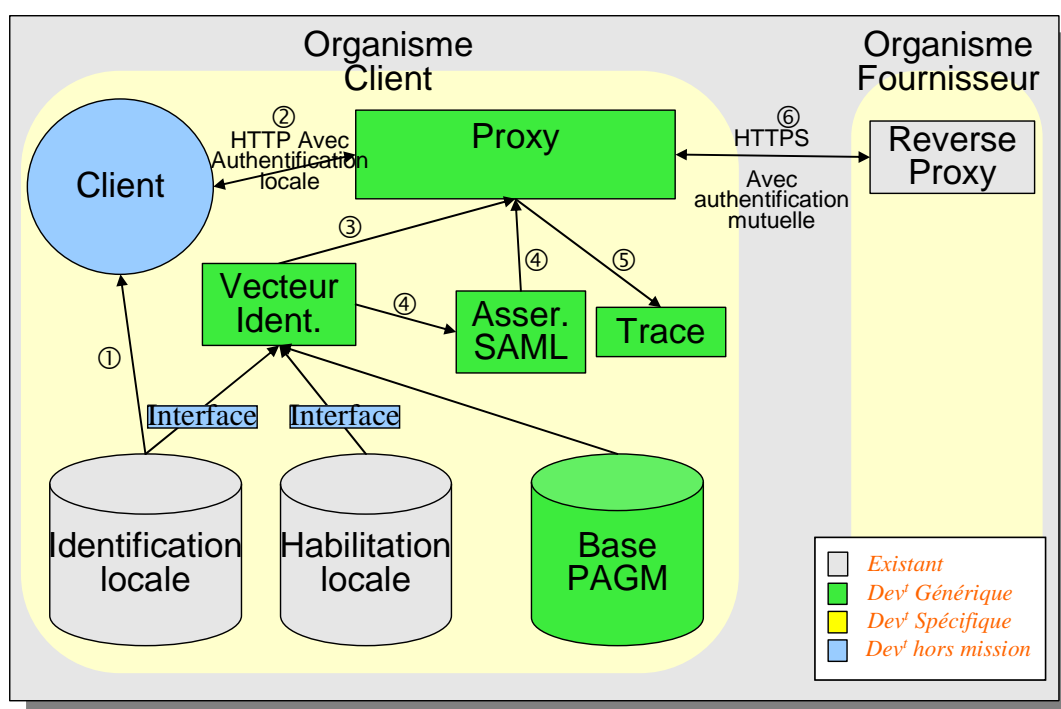 Organisme
Client
Organisme
Fournisseur
②
HTTP Avec
Authentification
locale
Proxy
⑥
HTTPS
Avec
authentification
mutuelle
Reverse
Proxy
Client
③
Vecteur
Ident.
④
④
Asser.
SAML
⑤
Trace
①
Interface
Interface
Identification
locale
Habilitation
locale
Base
PAGM
Existant
Devᵗ Générique
Devᵗ Spécifique
Devᵗ hors mission